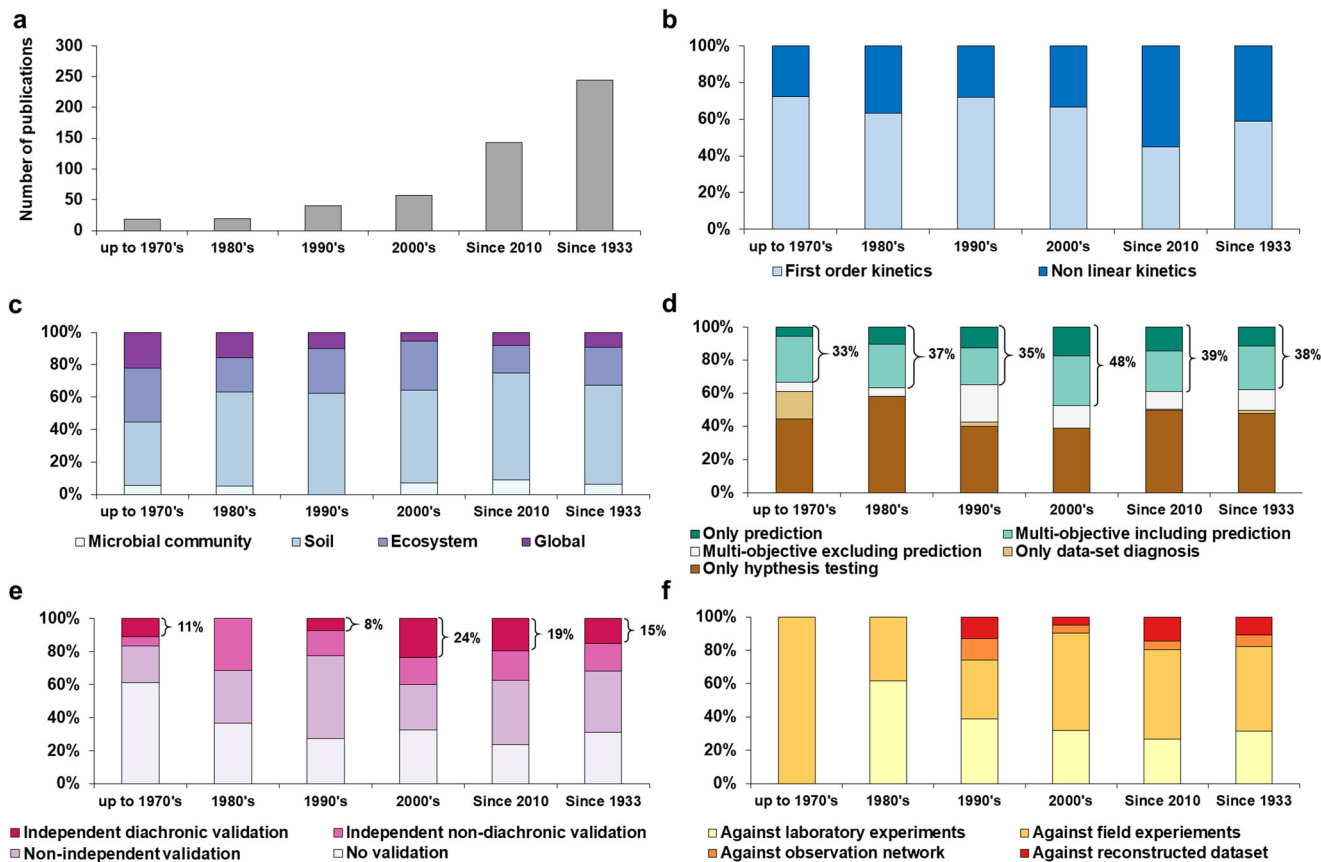 a
Number of publications
300
250
200
150
100
50
0
up to 1970's 1980's 1990's 2000's Since 2010 Since 1933
b
100%
80%
60%
40%
20%
0%
up to 1970's 1980's 1990's 2000's Since 2010 Since 1933
First order kinetics Non linear kinetics
c
100%
80%
60%
40%
20%
0%
up to 1970's 1980's 1990's 2000's Since 2010 Since 1933
Microbial community Soil Ecosystem Global
d
100%
80%
60%
40%
20%
0%
33% 37% 35% 48% 39% 38%
up to 1970's 1980's 1990's 2000's Since 2010 Since 1933
Only prediction Multi-objective including prediction
Multi-objective excluding prediction Only data-set diagnosis
Only hypthesis testing
e
100%
80%
60%
40%
20%
0%
11% 8% 24% 19% 15%
up to 1970's 1980's 1990's 2000's Since 2010 Since 1933
Independent diachronic validation Independent non-diachronic validation
Non-independent validation No validation
f
100%
80%
60%
40%
20%
0%
up to 1970's 1980's 1990's 2000's Since 2010 Since 1933
Against laboratory experiments Against field experiements
Against observation network Against reconstructed dataset